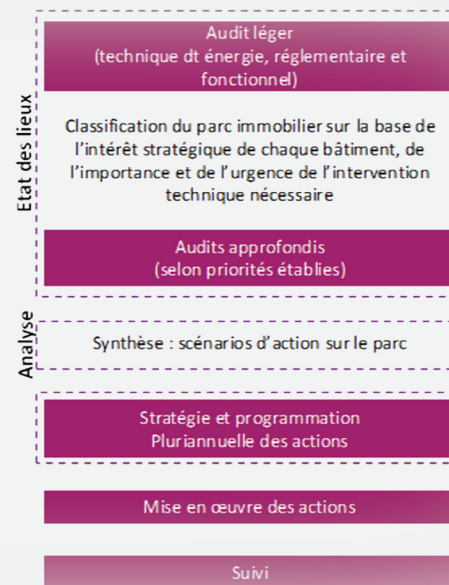 Etat des lieux
Audit léger
(technique dt énergie, réglementaire et
fonctionnel)
Classification du parc immobilier sur la base de
l'intérêt stratégique de chaque bâtiment, de
l'importance et de l'urgence de l'intervention
technique nécessaire
Audits approfondis
(selon priorités établies)
Analyse
Synthèse : scénarios d'action sur le parc
Stratégie et programmation
Pluriannuelle des actions
Mise en œuvre des actions
Suivi